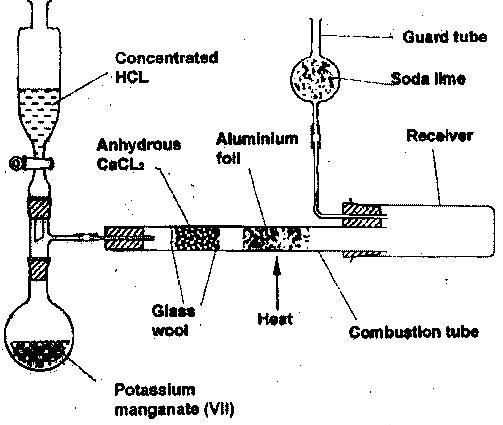 Guard tube
Concentrated
HCL
Soda lime
Receiver
Anhydrous
CaCL₂
Aluminium
foil
Glass
wool
Heat
Combustion tube
Potassium
manganate (VII)